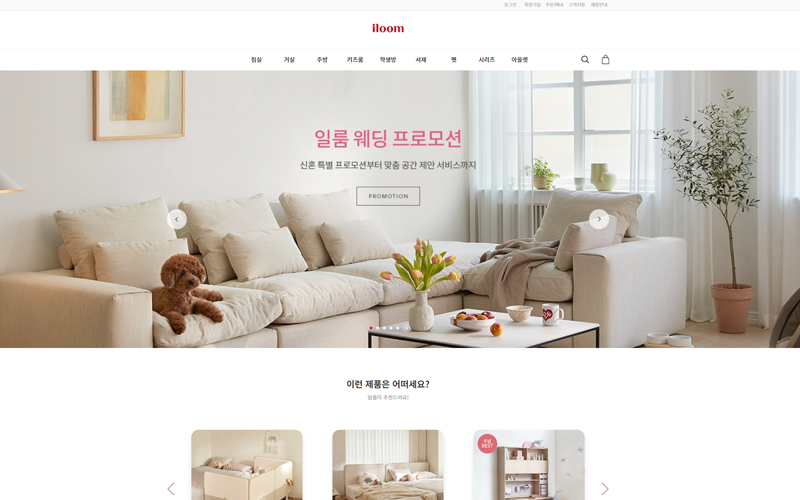 로그인 회원가입 주문/배송 고객지원 매장안내
iloom
침실 거실 주방 키즈룸 학생방 서재 펫 시리즈 아울렛
일룸 웨딩 프로모션
신혼 특별 프로모션부터 맞춤 공간 제안 서비스까지
PROMOTION
이런 제품은 어떠세요?
일룸이 추천드려요!
주닝
BEST